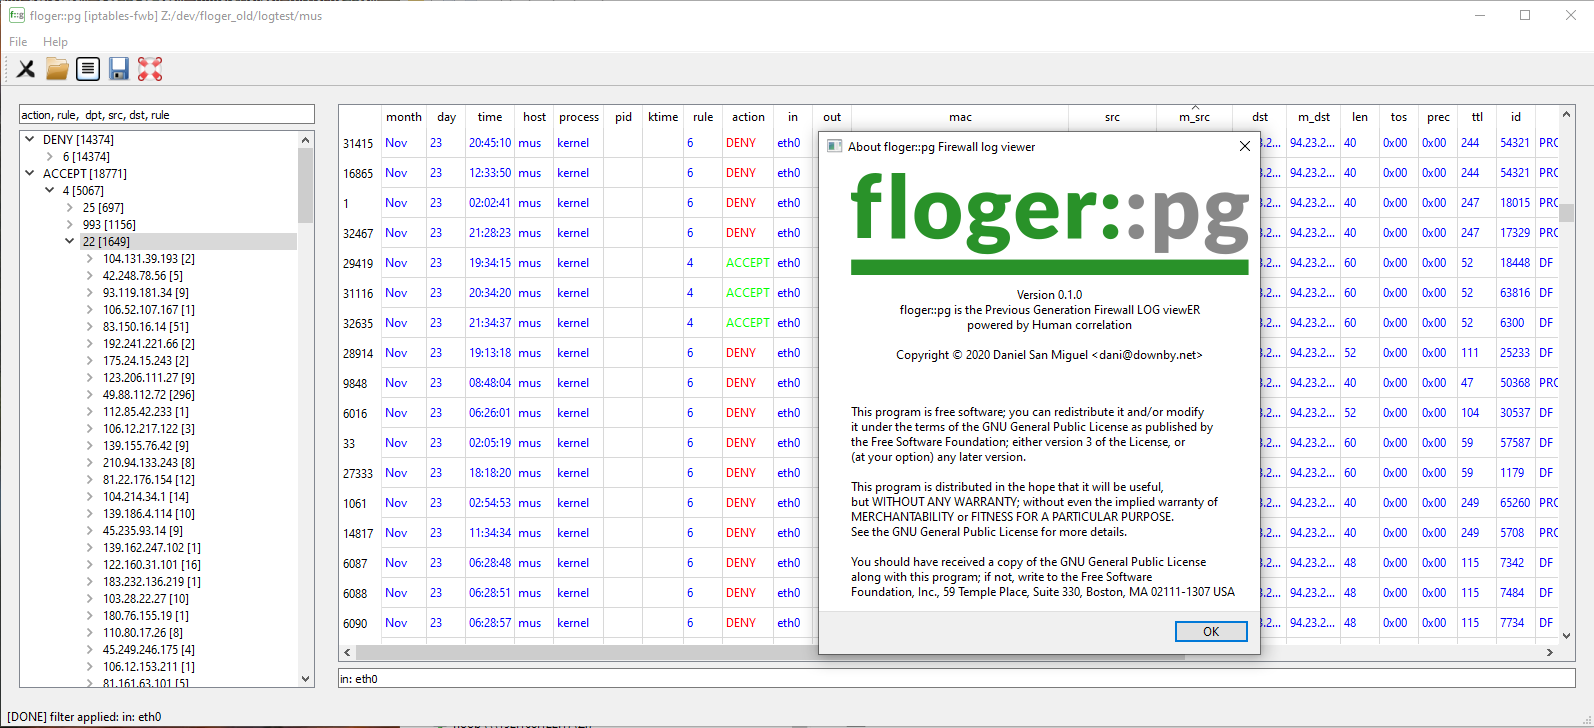 floger::pg [iptables-fwb] Z:/dev/floger_old/logtest/mus
File Help
action, rule, dpt, src, dst, rule
DENY [14374]
6 [14374]
ACCEPT [18771]
4 [5067]
25 [697]
993 [1156]
22 [1649]
104.131.39.193 [2]
42.248.78.56 [5]
93.119.181.34 [9]
106.52.107.167 [1]
83.150.16.14 [51]
192.241.221.66 [2]
175.24.15.243 [2]
123.206.111.27 [9]
49.88.112.72 [296]
112.85.42.233 [1]
106.12.217.122 [3]
139.155.76.42 [9]
210.94.133.243 [8]
81.22.176.154 [12]
104.214.34.1 [14]
139.186.4.114 [10]
45.235.93.14 [9]
139.162.247.102 [1]
122.160.31.101 [16]
183.232.136.219 [1]
103.28.22.27 [10]
180.76.155.19 [1]
110.80.17.26 [8]
45.249.246.175 [4]
106.12.153.211 [1]
81.161.63.101 [5]
month day time host process pid ktime rule action in out mac src m_src dst m_dst len tos prec ttl id
31415 Nov 23 20:45:10 mus kernel 6 DENY eth0 3.2... 94.23.2... 40 0x00 0x00 244 54321 PRO
16865 Nov 23 12:33:50 mus kernel 6 DENY eth0 3.2... 94.23.2... 40 0x00 0x00 244 54321 PRO
1 Nov 23 02:02:41 mus kernel 6 DENY eth0 3.2... 94.23.2... 40 0x00 0x00 247 18015 PRO
32467 Nov 23 21:28:23 mus kernel 6 DENY eth0 3.2... 94.23.2... 40 0x00 0x00 247 17329 PRO
29419 Nov 23 19:34:15 mus kernel 4 ACCEPT eth0 3.2... 94.23.2... 60 0x00 0x00 52 18448 DF
31116 Nov 23 20:34:20 mus kernel 4 ACCEPT eth0 3.2... 94.23.2... 60 0x00 0x00 52 63816 DF
32635 Nov 23 21:34:37 mus kernel 4 ACCEPT eth0 3.2... 94.23.2... 60 0x00 0x00 52 6300 DF
28914 Nov 23 19:13:18 mus kernel 6 DENY eth0 3.2... 94.23.2... 52 0x00 0x00 111 25233 DF
9848 Nov 23 08:48:04 mus kernel 6 DENY eth0 3.2... 94.23.2... 40 0x00 0x00 47 50368 PRO
6016 Nov 23 06:26:01 mus kernel 6 DENY eth0 3.2... 94.23.2... 52 0x00 0x00 104 30537 DF
33 Nov 23 02:05:19 mus kernel 6 DENY eth0 3.2... 94.23.2... 60 0x00 0x00 59 57587 DF
27333 Nov 23 18:18:20 mus kernel 6 DENY eth0 3.2... 94.23.2... 60 0x00 0x00 59 1179 DF
1061 Nov 23 02:54:53 mus kernel 6 DENY eth0 3.2... 94.23.2... 40 0x00 0x00 249 65260 PRO
14817 Nov 23 11:34:34 mus kernel 6 DENY eth0 3.2... 94.23.2... 40 0x00 0x00 249 5708 PRO
6087 Nov 23 06:28:48 mus kernel 6 DENY eth0 3.2... 94.23.2... 48 0x00 0x00 115 7342 DF
6088 Nov 23 06:28:51 mus kernel 6 DENY eth0 3.2... 94.23.2... 48 0x00 0x00 115 7484 DF
6090 Nov 23 06:28:57 mus kernel 6 DENY eth0 3.2... 94.23.2... 48 0x00 0x00 115 7734 DF
About floger::pg Firewall log viewer
floger::pg
Version 0.1.0
floger::pg is the Previous Generation Firewall LOG viewER
powered by Human correlation
Copyright © 2020 Daniel San Miguel <dani@downby.net>
This program is free software; you can redistribute it and/or modify
it under the terms of the GNU General Public License as published by
the Free Software Foundation; either version 3 of the License, or
(at your option) any later version.
This program is distributed in the hope that it will be useful,
but WITHOUT ANY WARRANTY; without even the implied warranty of
MERCHANTABILITY or FITNESS FOR A PARTICULAR PURPOSE.
See the GNU General Public License for more details.
You should have received a copy of the GNU General Public License
along with this program; if not, write to the Free Software
Foundation, Inc., 59 Temple Place, Suite 330, Boston, MA 02111-1307 USA
OK
in: eth0
[DONE] filter applied: in: eth0